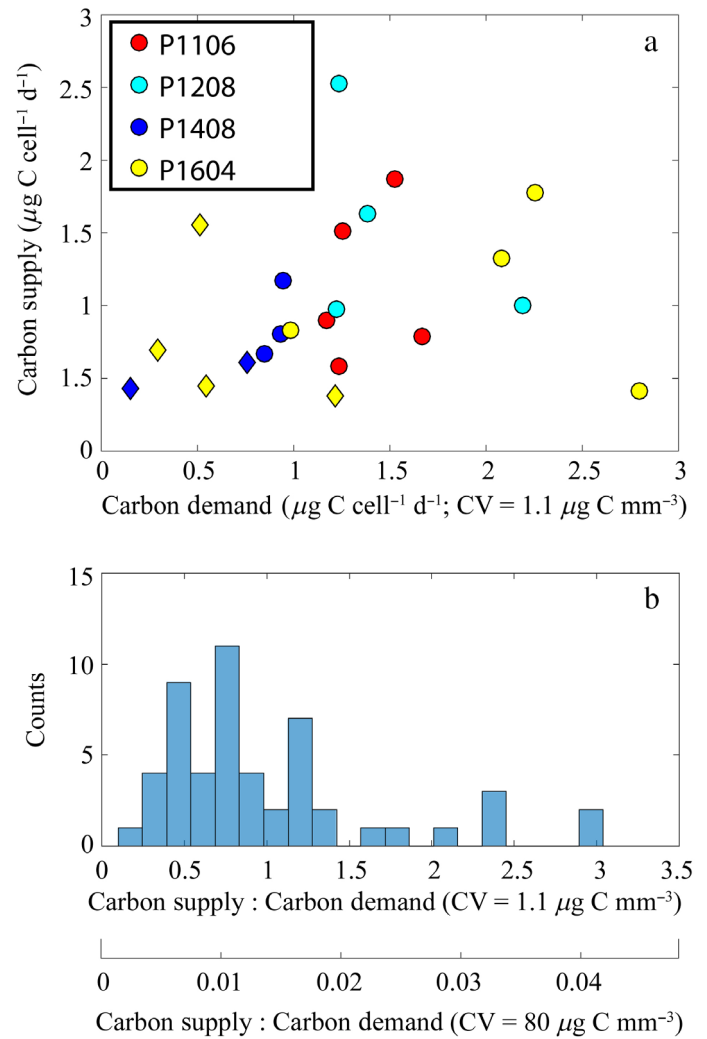 3
a
P1106
P1208
P1408
P1604
2.5
2
1.5
1
1.5
0
Carbon supply (µg C cell⁻¹ d⁻¹)
0 0.5 1 1.5 2 2.5 3
Carbon demand (µg C cell⁻¹ d⁻¹; CV = 1.1 µg C mm⁻³)
15
b
10
5
0
Counts
0 0.5 1 1.5 2 2.5 3 3.5
Carbon supply : Carbon demand (CV = 1.1 µg C mm⁻³)
0 0.01 0.02 0.03 0.04
Carbon supply : Carbon demand (CV = 80 µg C mm⁻³)